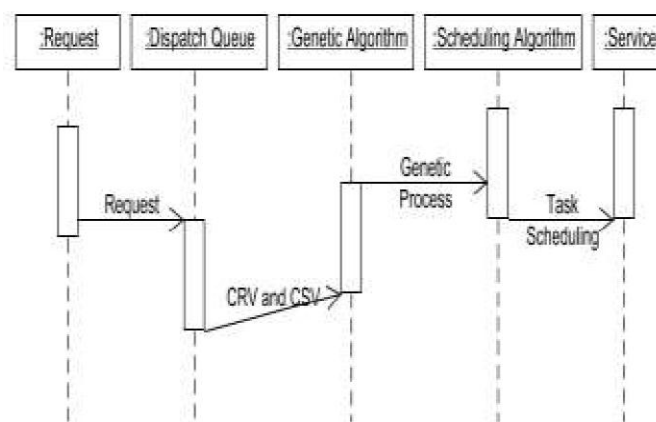 :Request
:Dispatch Queue
:Genetic Algorithm
:Scheduling Algorithm
:Service
Genetic
Process
Request
Task
Scheduling
CRV and CSV